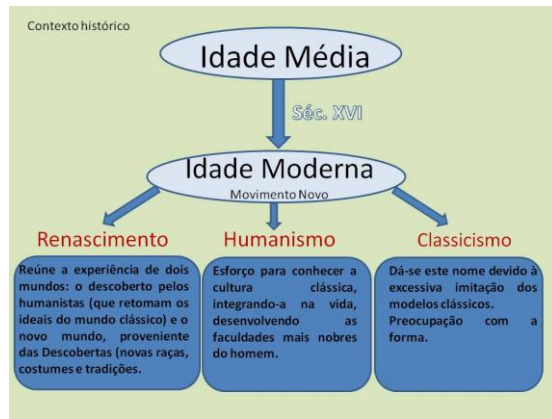 Contexto histórico
Idade Média
Séc. XVI
Idade Moderna
Movimento Novo
Renascimento
Humanismo
Classicismo
Reúne a experiência de dois
mundos: o descoberto pelos
humanistas (que retomam os
ideais do mundo clássico) e o
novo mundo, proveniente
das Descobertas (novas raças,
costumes e tradições.
Esforço para conhecer a
cultura clássica,
integrando-a na vida,
desenvolvendo as
faculdades mais nobres
do homem.
Dá-se este nome devido à
excessiva imitação dos
modelos clássicos.
Preocupação com a
forma.